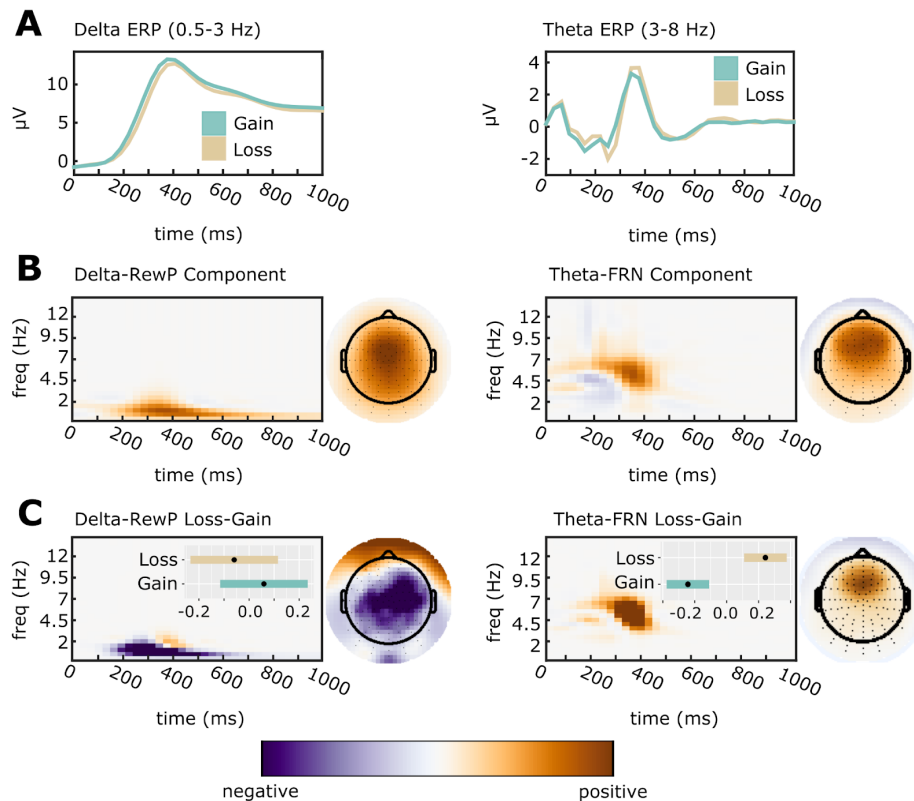 A
Delta ERP (0.5-3 Hz)
10
5
0
μV
Gain
Loss
0 200 400 600 800 1000
time (ms)
Theta ERP (3-8 Hz)
4
2
0
-2
μV
Gain
Loss
0 200 400 600 800 1000
time (ms)
B
Delta-RewP Component
12
9.5
7
4.5
2
freq (Hz)
0 200 400 600 800 1000
time (ms)
Theta-FRN Component
12
9.5
7
4.5
2
freq (Hz)
0 200 400 600 800 1000
time (ms)
C
Delta-RewP Loss-Gain
12
9.5
7
4.5
2
freq (Hz)
Loss
Gain
-0.2 0.0 0.2
0 200 400 600 800 1000
time (ms)
Theta-FRN Loss-Gain
12
9.5
7
4.5
2
freq (Hz)
Loss
Gain
-0.2 0.0 0.2
0 200 400 600 800 1000
time (ms)
negative positive